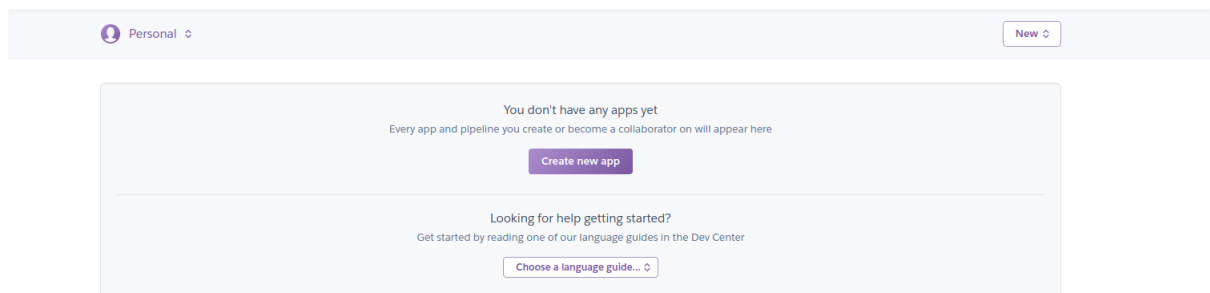 Personal
New
You don't have any apps yet
Every app and pipeline you create or become a collaborator on will appear here
Create new app
Looking for help getting started?
Get started by reading one of our language guides in the Dev Center
Choose a language guide...